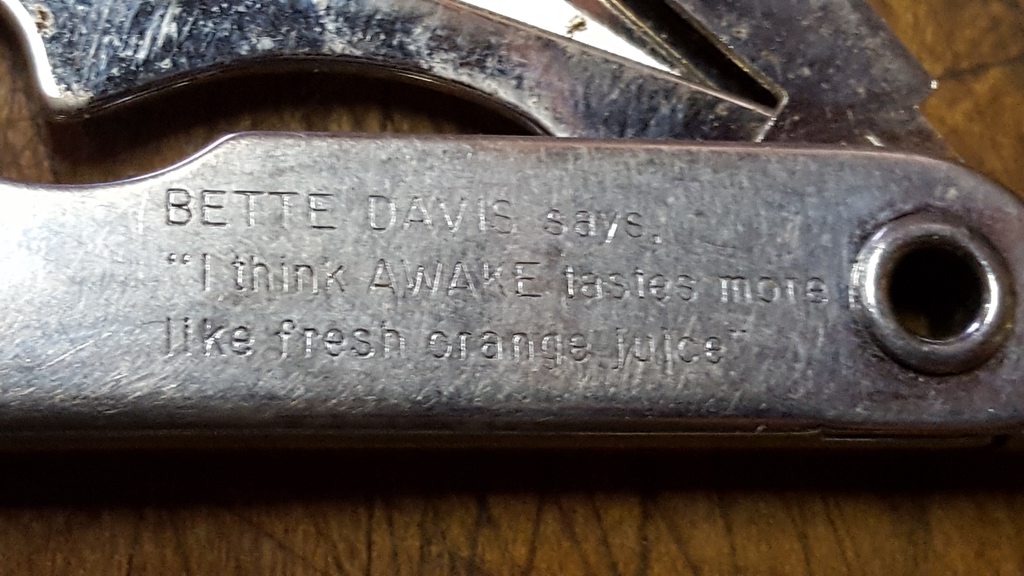 BETTE DAVIS says,
“I think AWAKE tastes more
like fresh orange juice”